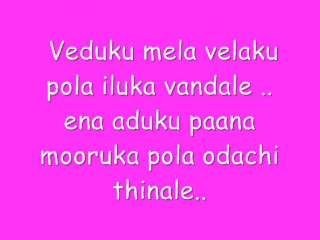 Veduku mela velaku
pola iluka vandale ..
ena aduku paana
mooruka pola odachi
thinale..